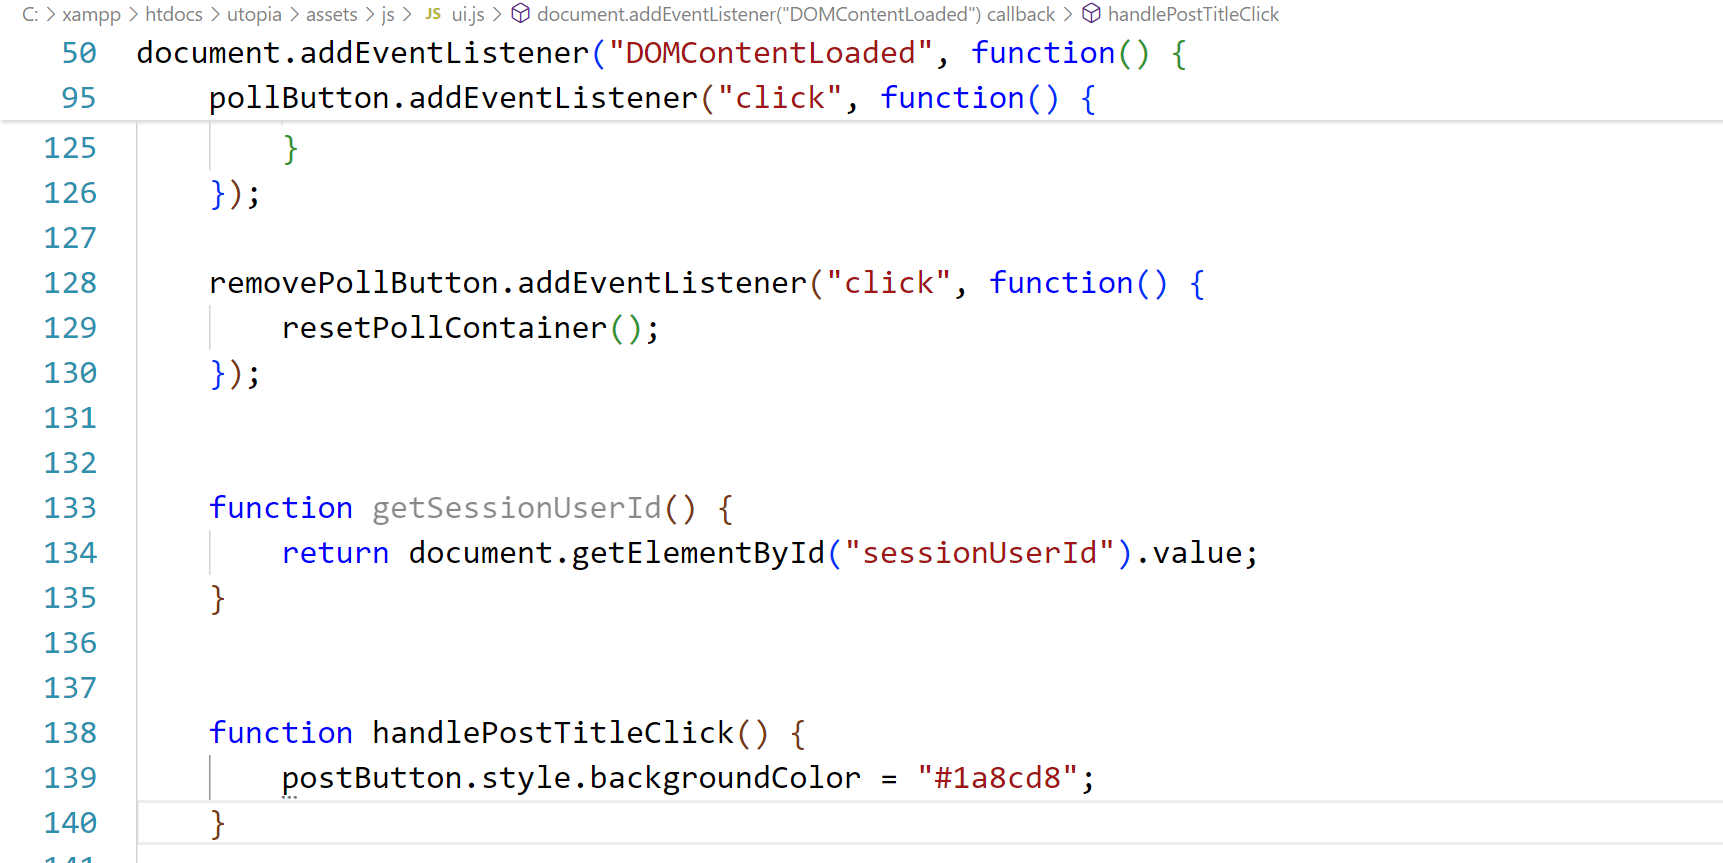 C: > xampp > htdocs > utopia > assets > js > JS ui.js > document.addEventListener("DOMContentLoaded") callback > handlePostTitleClick
50 document.addEventListener("DOMContentLoaded", function() {
95 pollButton.addEventListener("click", function() {
125 }
126 });
127
128 removePollButton.addEventListener("click", function() {
129 resetPollContainer();
130 });
131
132
133 function getSessionUserId() {
134 return document.getElementById("sessionUserId").value;
135 }
136
137
138 function handlePostTitleClick() {
139 postButton.style.backgroundColor = "#1a8cd8";
140 }
141